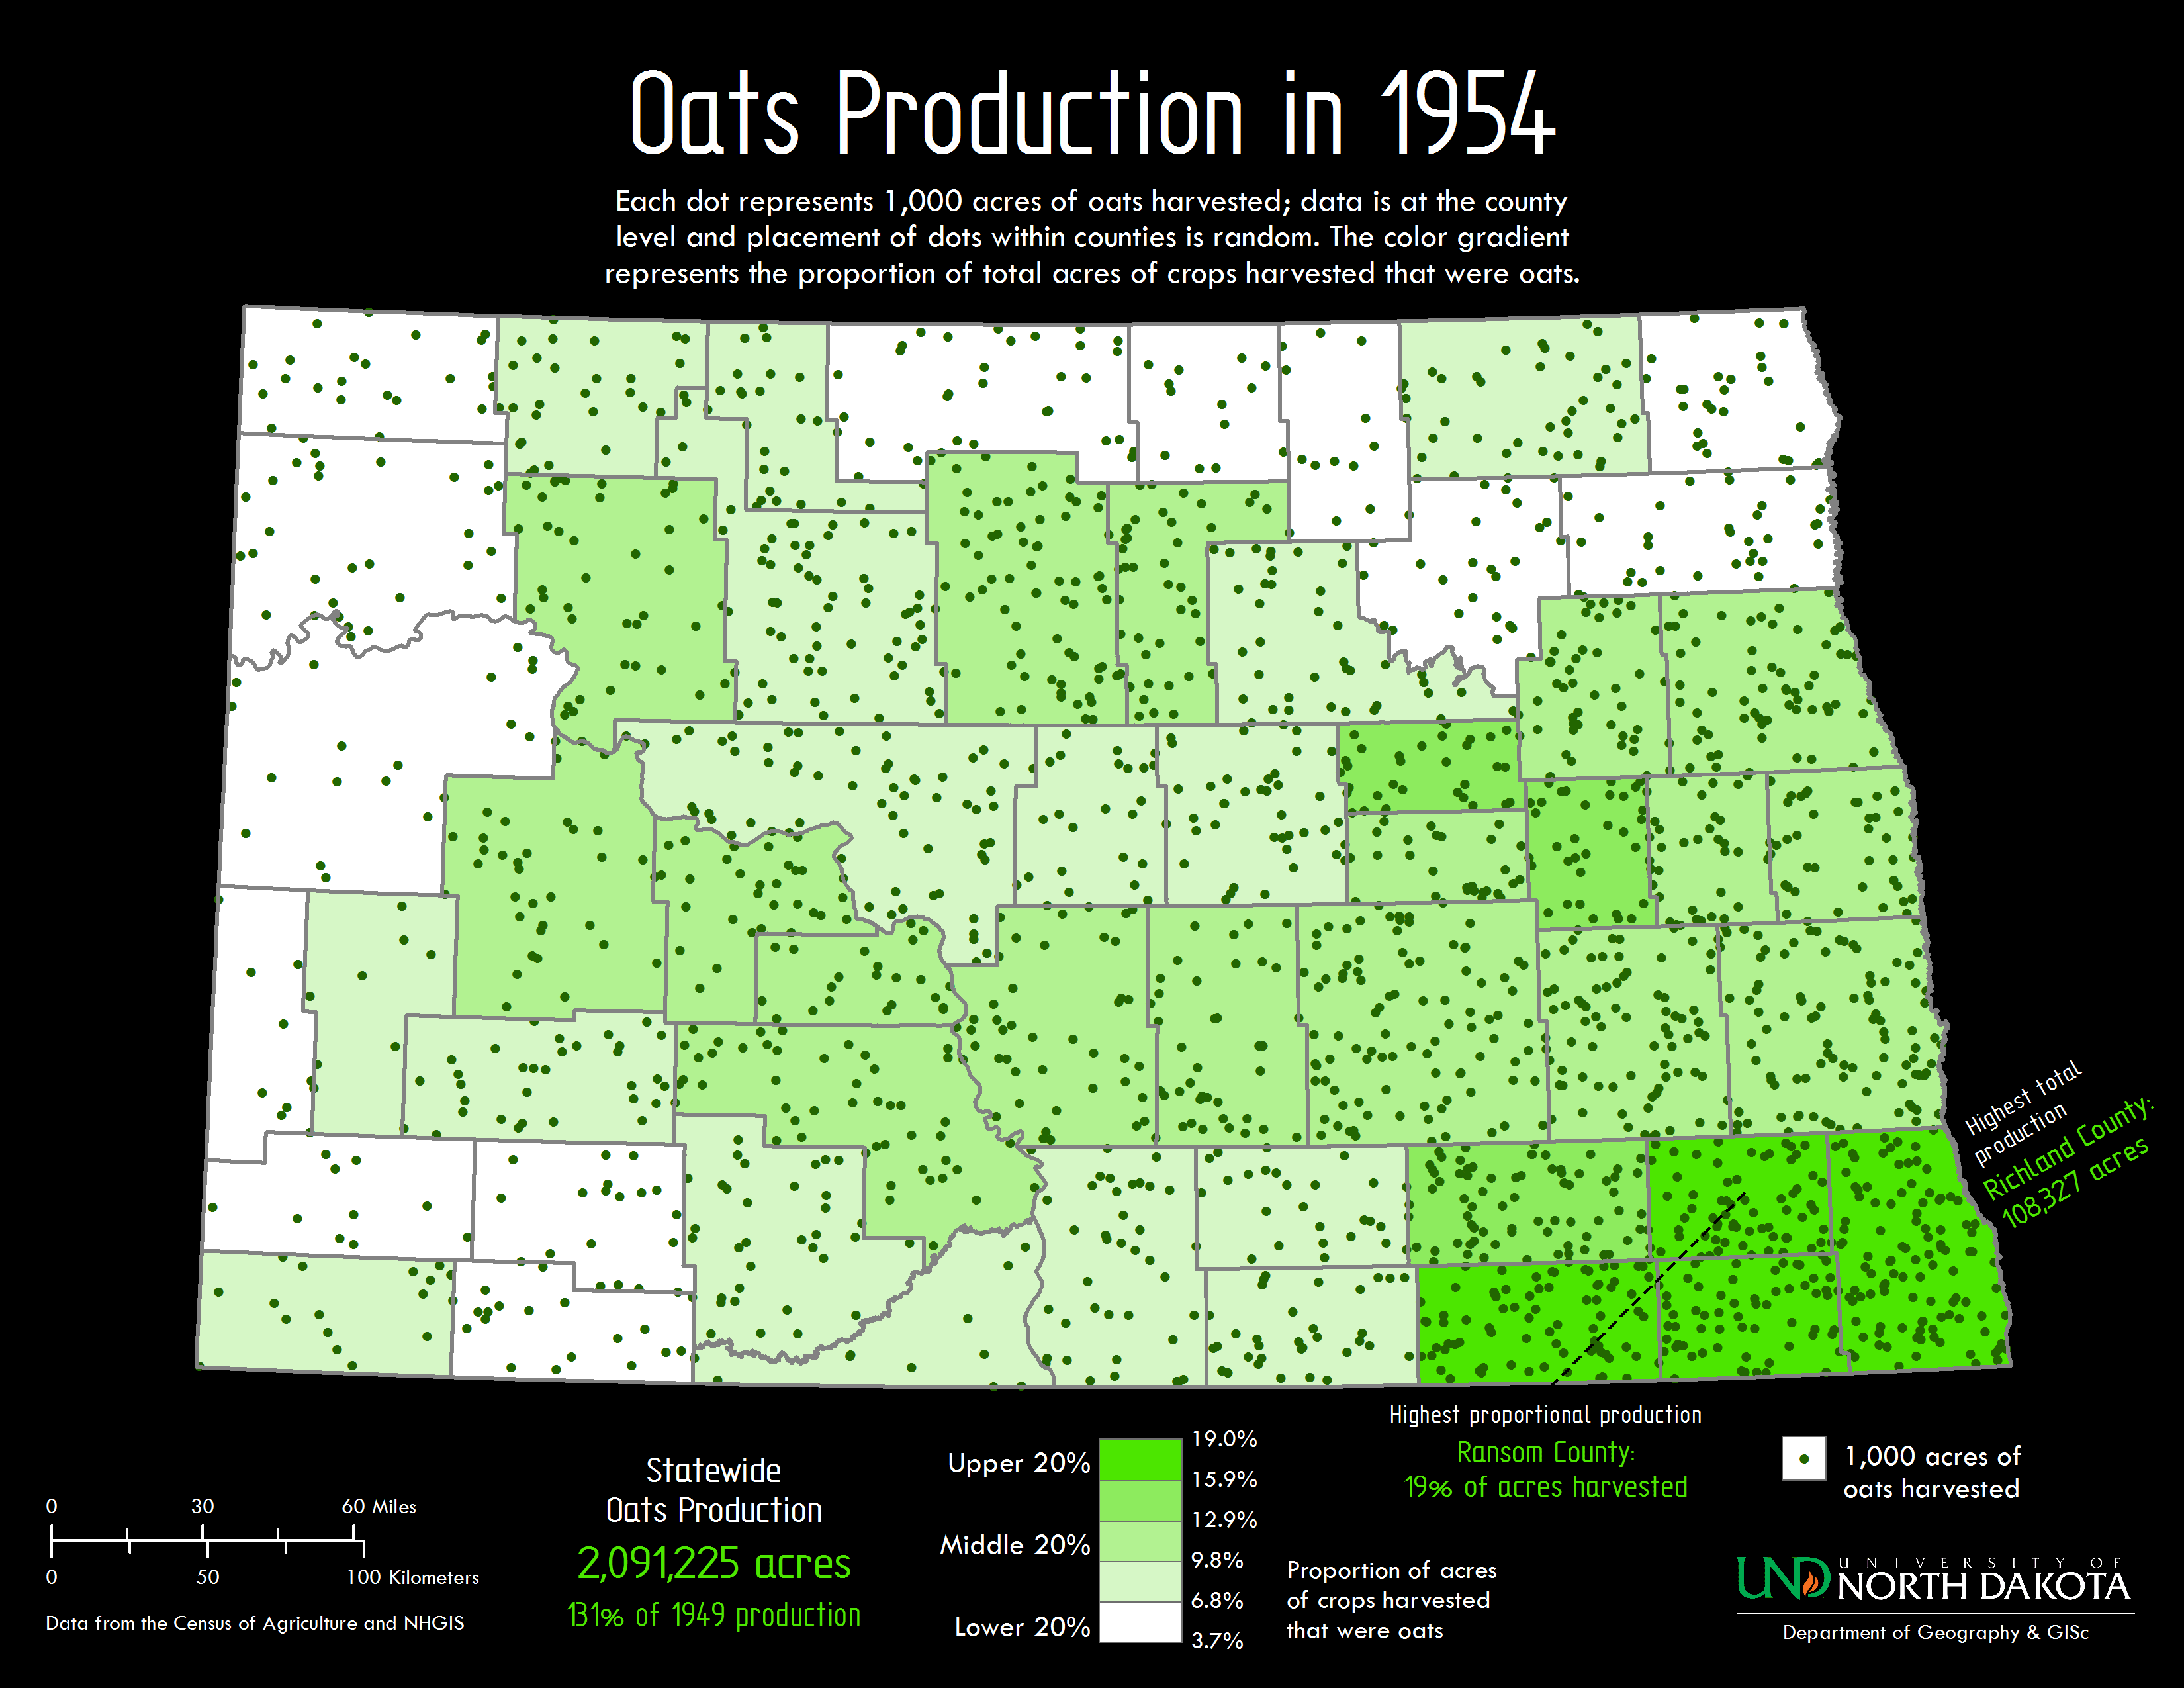 Oats Production in 1954
Each dot represents 1,000 acres of oats harvested; data is at the county
level and placement of dots within counties is random. The color gradient
represents the proportion of total acres of crops harvested that were oats.
Highest total
production
Richland County:
108,327 acres
Highest proportional production
Ransom County:
19% of acres harvested
1,000 acres of
oats harvested
Statewide
Oats Production
2,091,225 acres
131% of 1949 production
Upper 20%
Middle 20%
Lower 20%
19.0%
15.9%
12.9%
9.8%
6.8%
3.7%
Proportion of acres
of crops harvested
that were oats
0 30 60 Miles
0 50 100 Kilometers
Data from the Census of Agriculture and NHGIS
UND UNIVERSITY OF
NORTH DAKOTA
Department of Geography & GISc